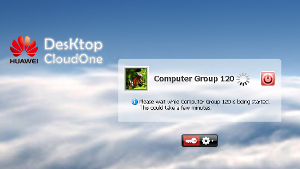 DesKtop
CloudOne
HUAWEI
Computer Group 120
Please wait while Computer Group 120 is being started.
This could take a few minutes.